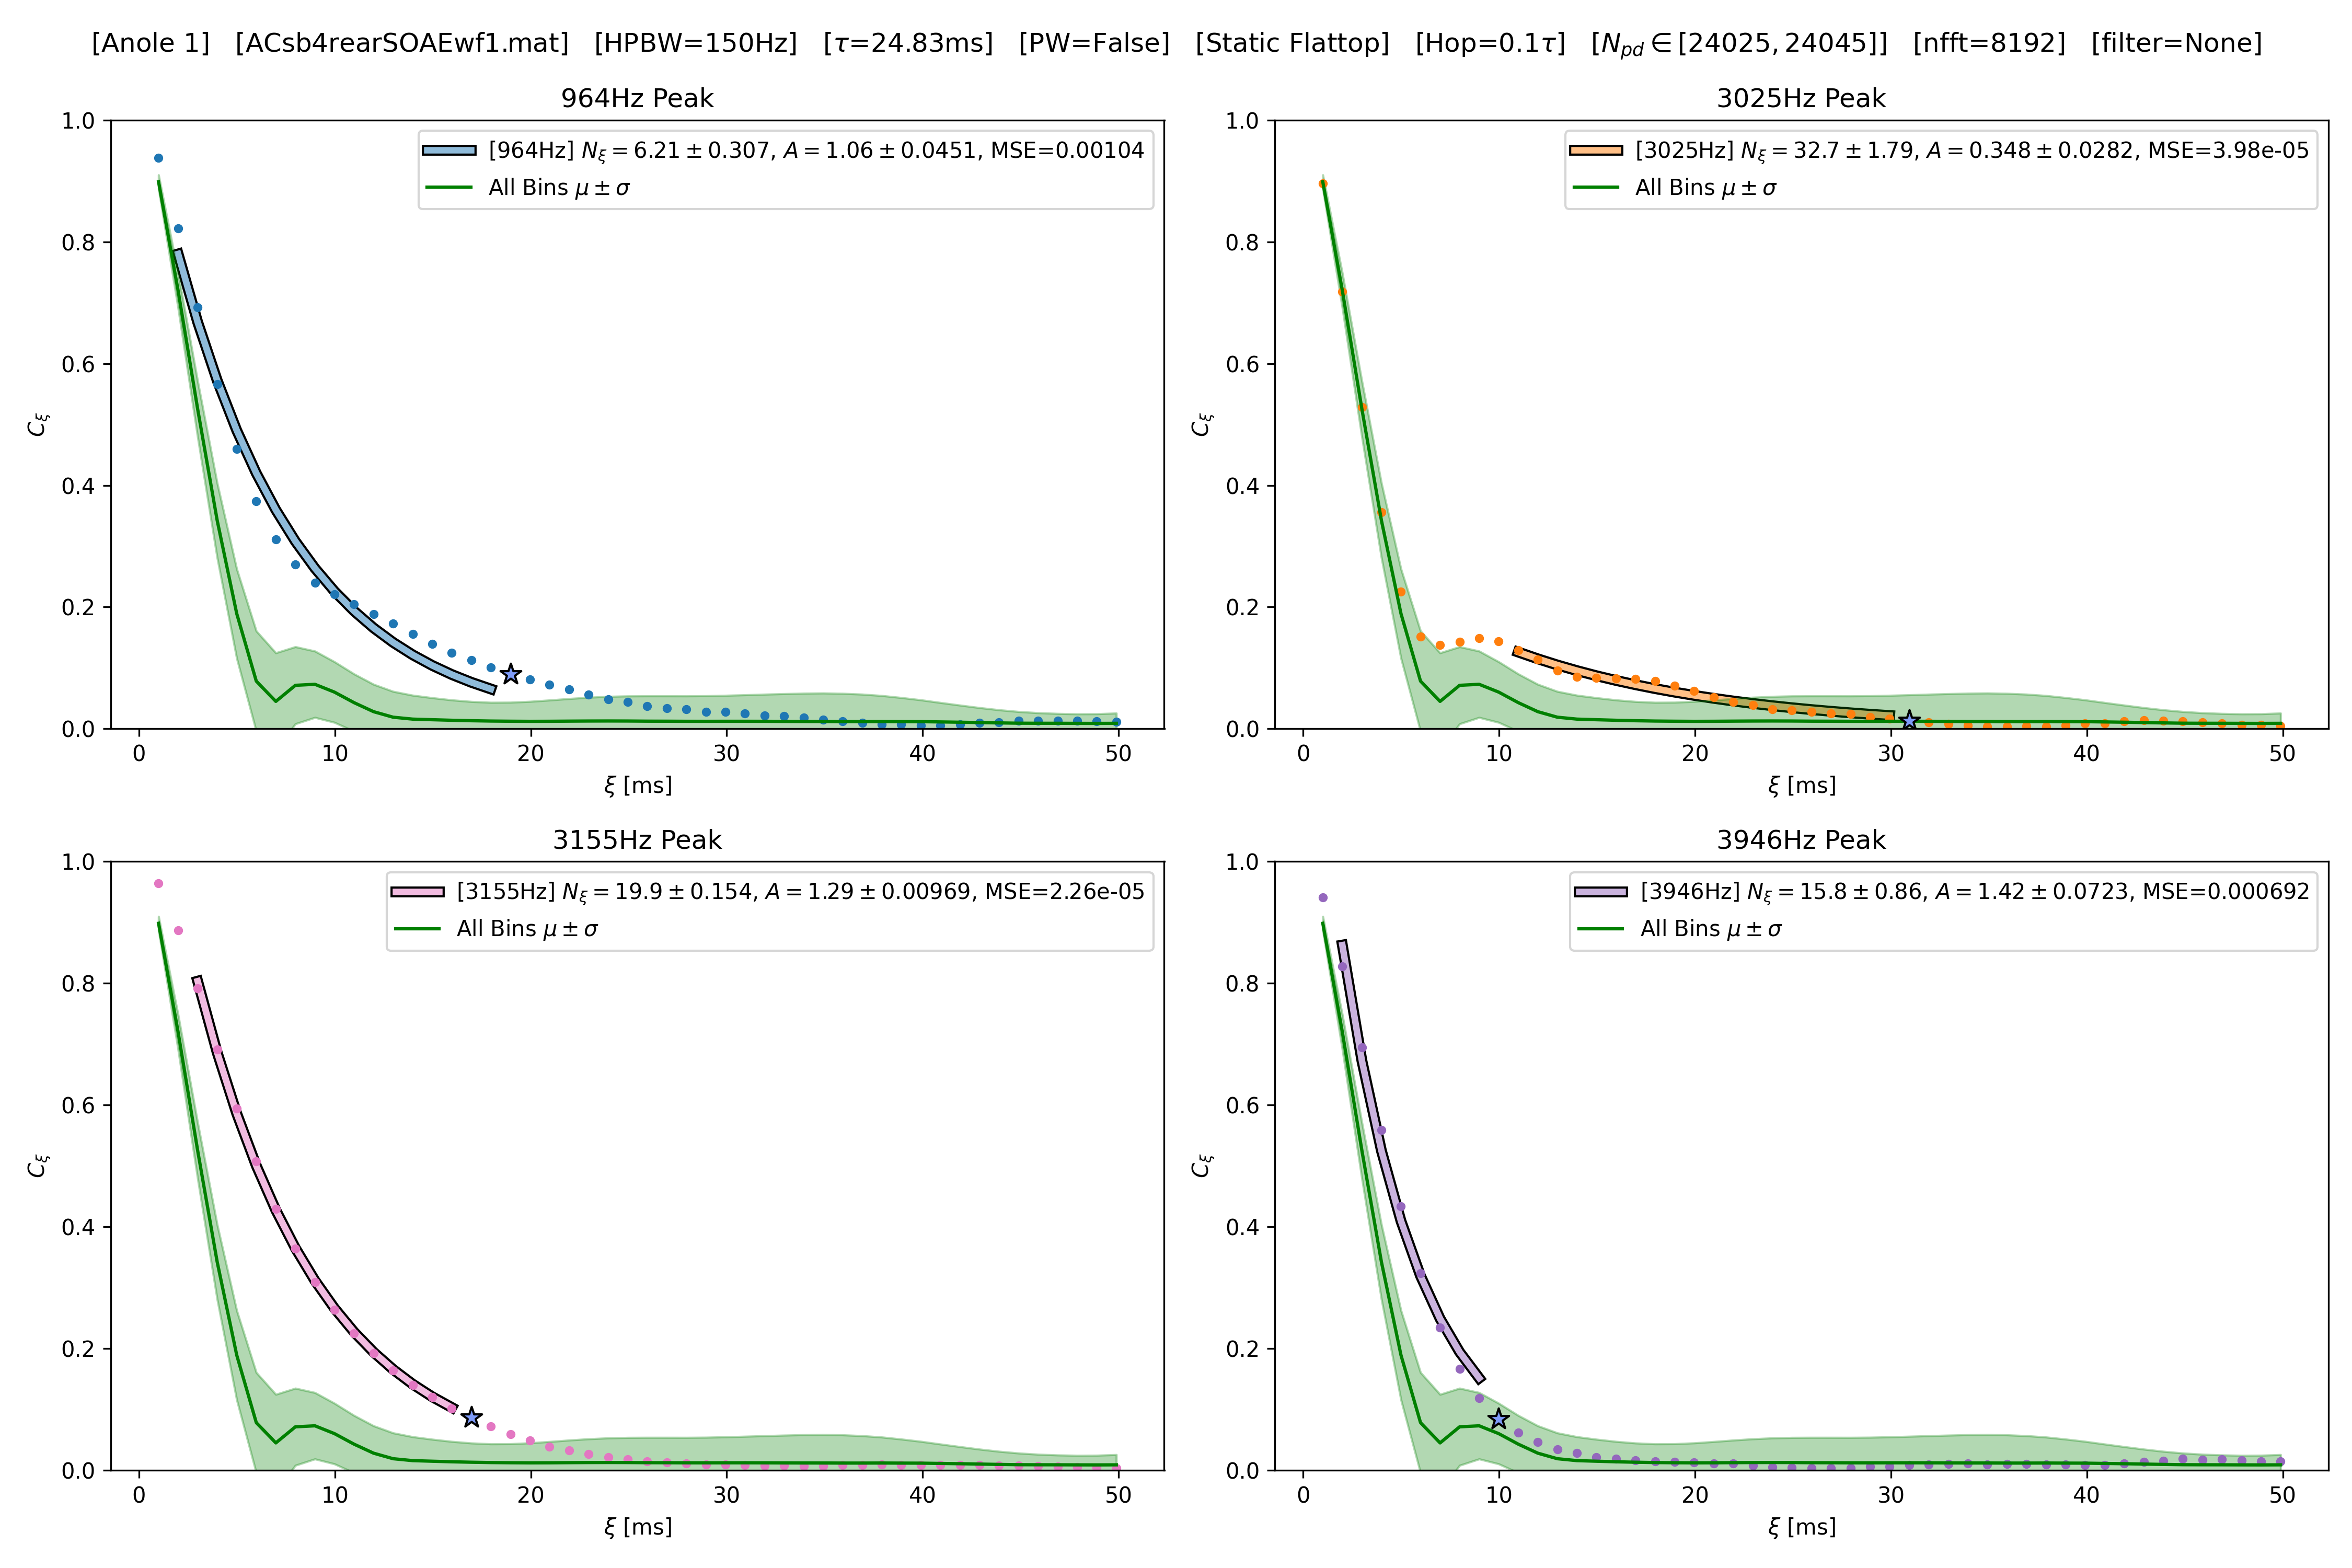 [Anole 1] [ACsb4rearSOAEwf1.mat] [HPBW=150Hz] [τ=24.83ms] [PW=False] [Static Flattop] [Hop=0.1τ] [N_pd ∈ [24025, 24045]] [nfft=8192] [filter=None]
964Hz Peak
[964Hz] N_ξ = 6.21 ± 0.307, A = 1.06 ± 0.0451, MSE=0.00104
All Bins μ ± σ
1.0
0.8
0.6
0.4
0.2
0.0
C_ξ
0 10 20 30 40 50
ξ [ms]
3025Hz Peak
[3025Hz] N_ξ = 32.7 ± 1.79, A = 0.348 ± 0.0282, MSE=3.98e-05
All Bins μ ± σ
1.0
0.8
0.6
0.4
0.2
0.0
C_ξ
0 10 20 30 40 50
ξ [ms]
3155Hz Peak
[3155Hz] N_ξ = 19.9 ± 0.154, A = 1.29 ± 0.00969, MSE=2.26e-05
All Bins μ ± σ
1.0
0.8
0.6
0.4
0.2
0.0
C_ξ
0 10 20 30 40 50
ξ [ms]
3946Hz Peak
[3946Hz] N_ξ = 15.8 ± 0.86, A = 1.42 ± 0.0723, MSE=0.000692
All Bins μ ± σ
1.0
0.8
0.6
0.4
0.2
0.0
C_ξ
0 10 20 30 40 50
ξ [ms]